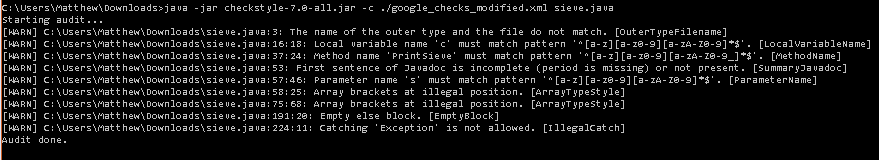 C:\Users\Matthew\Downloads>java -jar checkstyle-7.0-all.jar -c ./google_checks_modified.xml sieve.java
Starting audit...
[WARN] C:\Users\Matthew\Downloads\sieve.java:3: The name of the outer type and the file do not match. [OuterTypeFilename]
[WARN] C:\Users\Matthew\Downloads\sieve.java:16:18: Local variable name 'c' must match pattern '^[a-z][a-z0-9][a-zA-Z0-9]*$'. [LocalVariableName]
[WARN] C:\Users\Matthew\Downloads\sieve.java:37:24: Method name 'PrintSieve' must match pattern '^[a-z][a-z0-9][a-zA-Z0-9_]*$'. [MethodName]
[WARN] C:\Users\Matthew\Downloads\sieve.java:53: First sentence of Javadoc is incomplete (period is missing) or not present. [SummaryJavadoc]
[WARN] C:\Users\Matthew\Downloads\sieve.java:57:46: Parameter name 's' must match pattern '^[a-z][a-z0-9][a-zA-Z0-9]*$'. [ParameterName]
[WARN] C:\Users\Matthew\Downloads\sieve.java:58:25: Array brackets at illegal position. [ArrayTypeStyle]
[WARN] C:\Users\Matthew\Downloads\sieve.java:75:68: Array brackets at illegal position. [ArrayTypeStyle]
[WARN] C:\Users\Matthew\Downloads\sieve.java:191:20: Empty else block. [EmptyBlock]
[WARN] C:\Users\Matthew\Downloads\sieve.java:224:11: Catching 'Exception' is not allowed. [IllegalCatch]
Audit done.